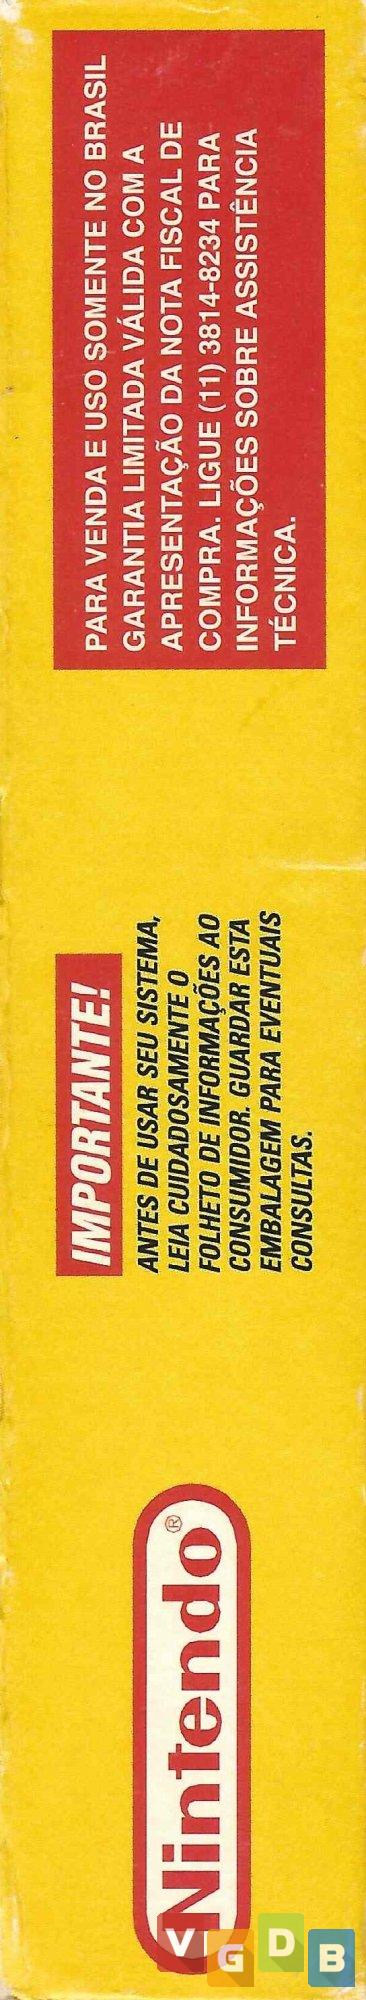 Nintendo®
IMPORTANTE!
ANTES DE USAR SEU SISTEMA,
LEIA CUIDADOSAMENTE O
FOLHETO DE INFORMAÇÕES AO
CONSUMIDOR. GUARDAR ESTA
EMBALAGEM PARA EVENTUAIS
CONSULTAS.
PARA VENDA E USO SOMENTE NO BRASIL
GARANTIA LIMITADA VÁLIDA COM A
APRESENTAÇÃO DA NOTA FISCAL DE
COMPRA. LIGUE (11) 3814-8234 PARA
INFORMAÇÕES SOBRE ASSISTÊNCIA
TÉCNICA.
VGDB